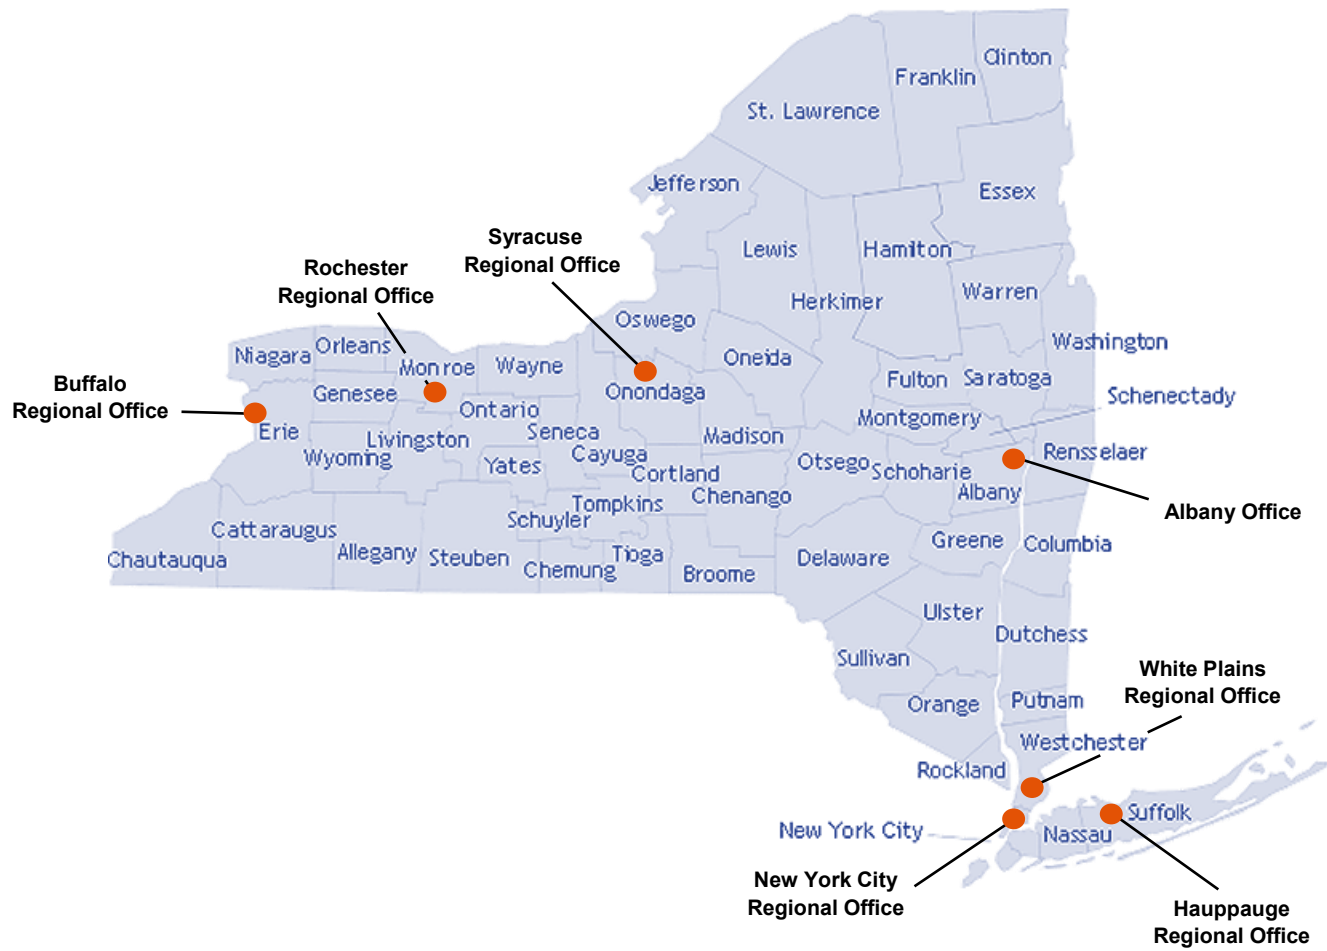 Clinton
Franklin
St. Lawrence
Jefferson
Essex
Syracuse
Regional Office
Lewis
Hamilton
Rochester
Regional Office
Herkimer
Warren
Oswego
Washington
Niagara
Orleans
Monroe
Wayne
Oneida
Buffalo
Regional Office
Genesee
Onondaga
Fulton
Saratoga
Schenectady
Erie
Ontario
Montgomery
Livingston
Seneca
Madison
Wyoming
Yates
Cayuga
Otsego
Rensselaer
Cortland
Schoharie
Chenango
Albany
Tompkins
Schuyler
Albany Office
Cattaraugus
Allegany
Steuben
Tioga
Greene
Columbia
Chautauqua
Chemung
Broome
Delaware
Ulster
Dutchess
Sullivan
White Plains
Regional Office
Orange
Putnam
Westchester
Rockland
Suffolk
New York City
Nassau
New York City
Regional Office
Hauppauge
Regional Office